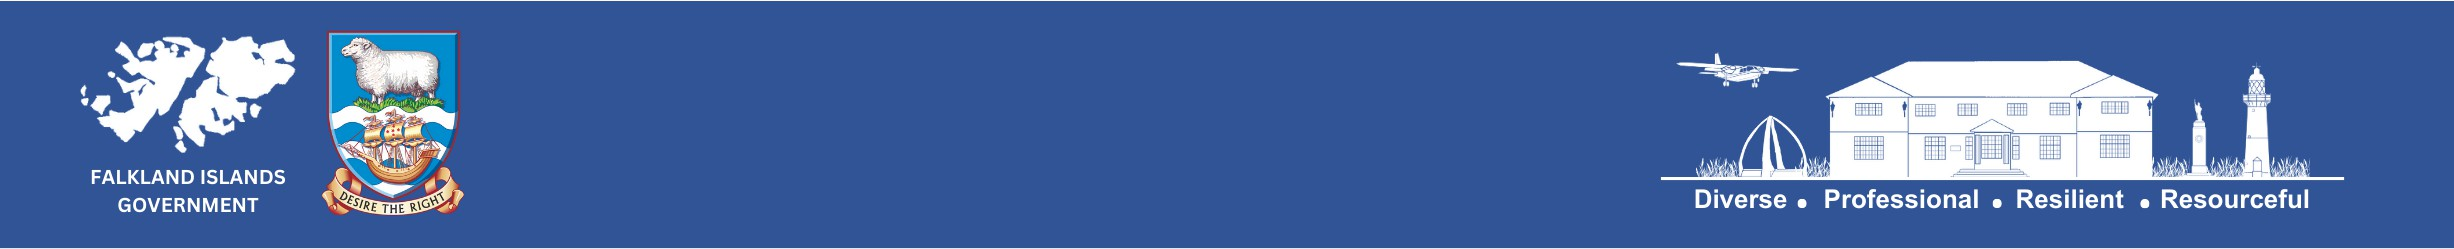 FALKLAND ISLANDS
GOVERNMENT
DESIRE THE RIGHT
Diverse • Professional • Resilient • Resourceful